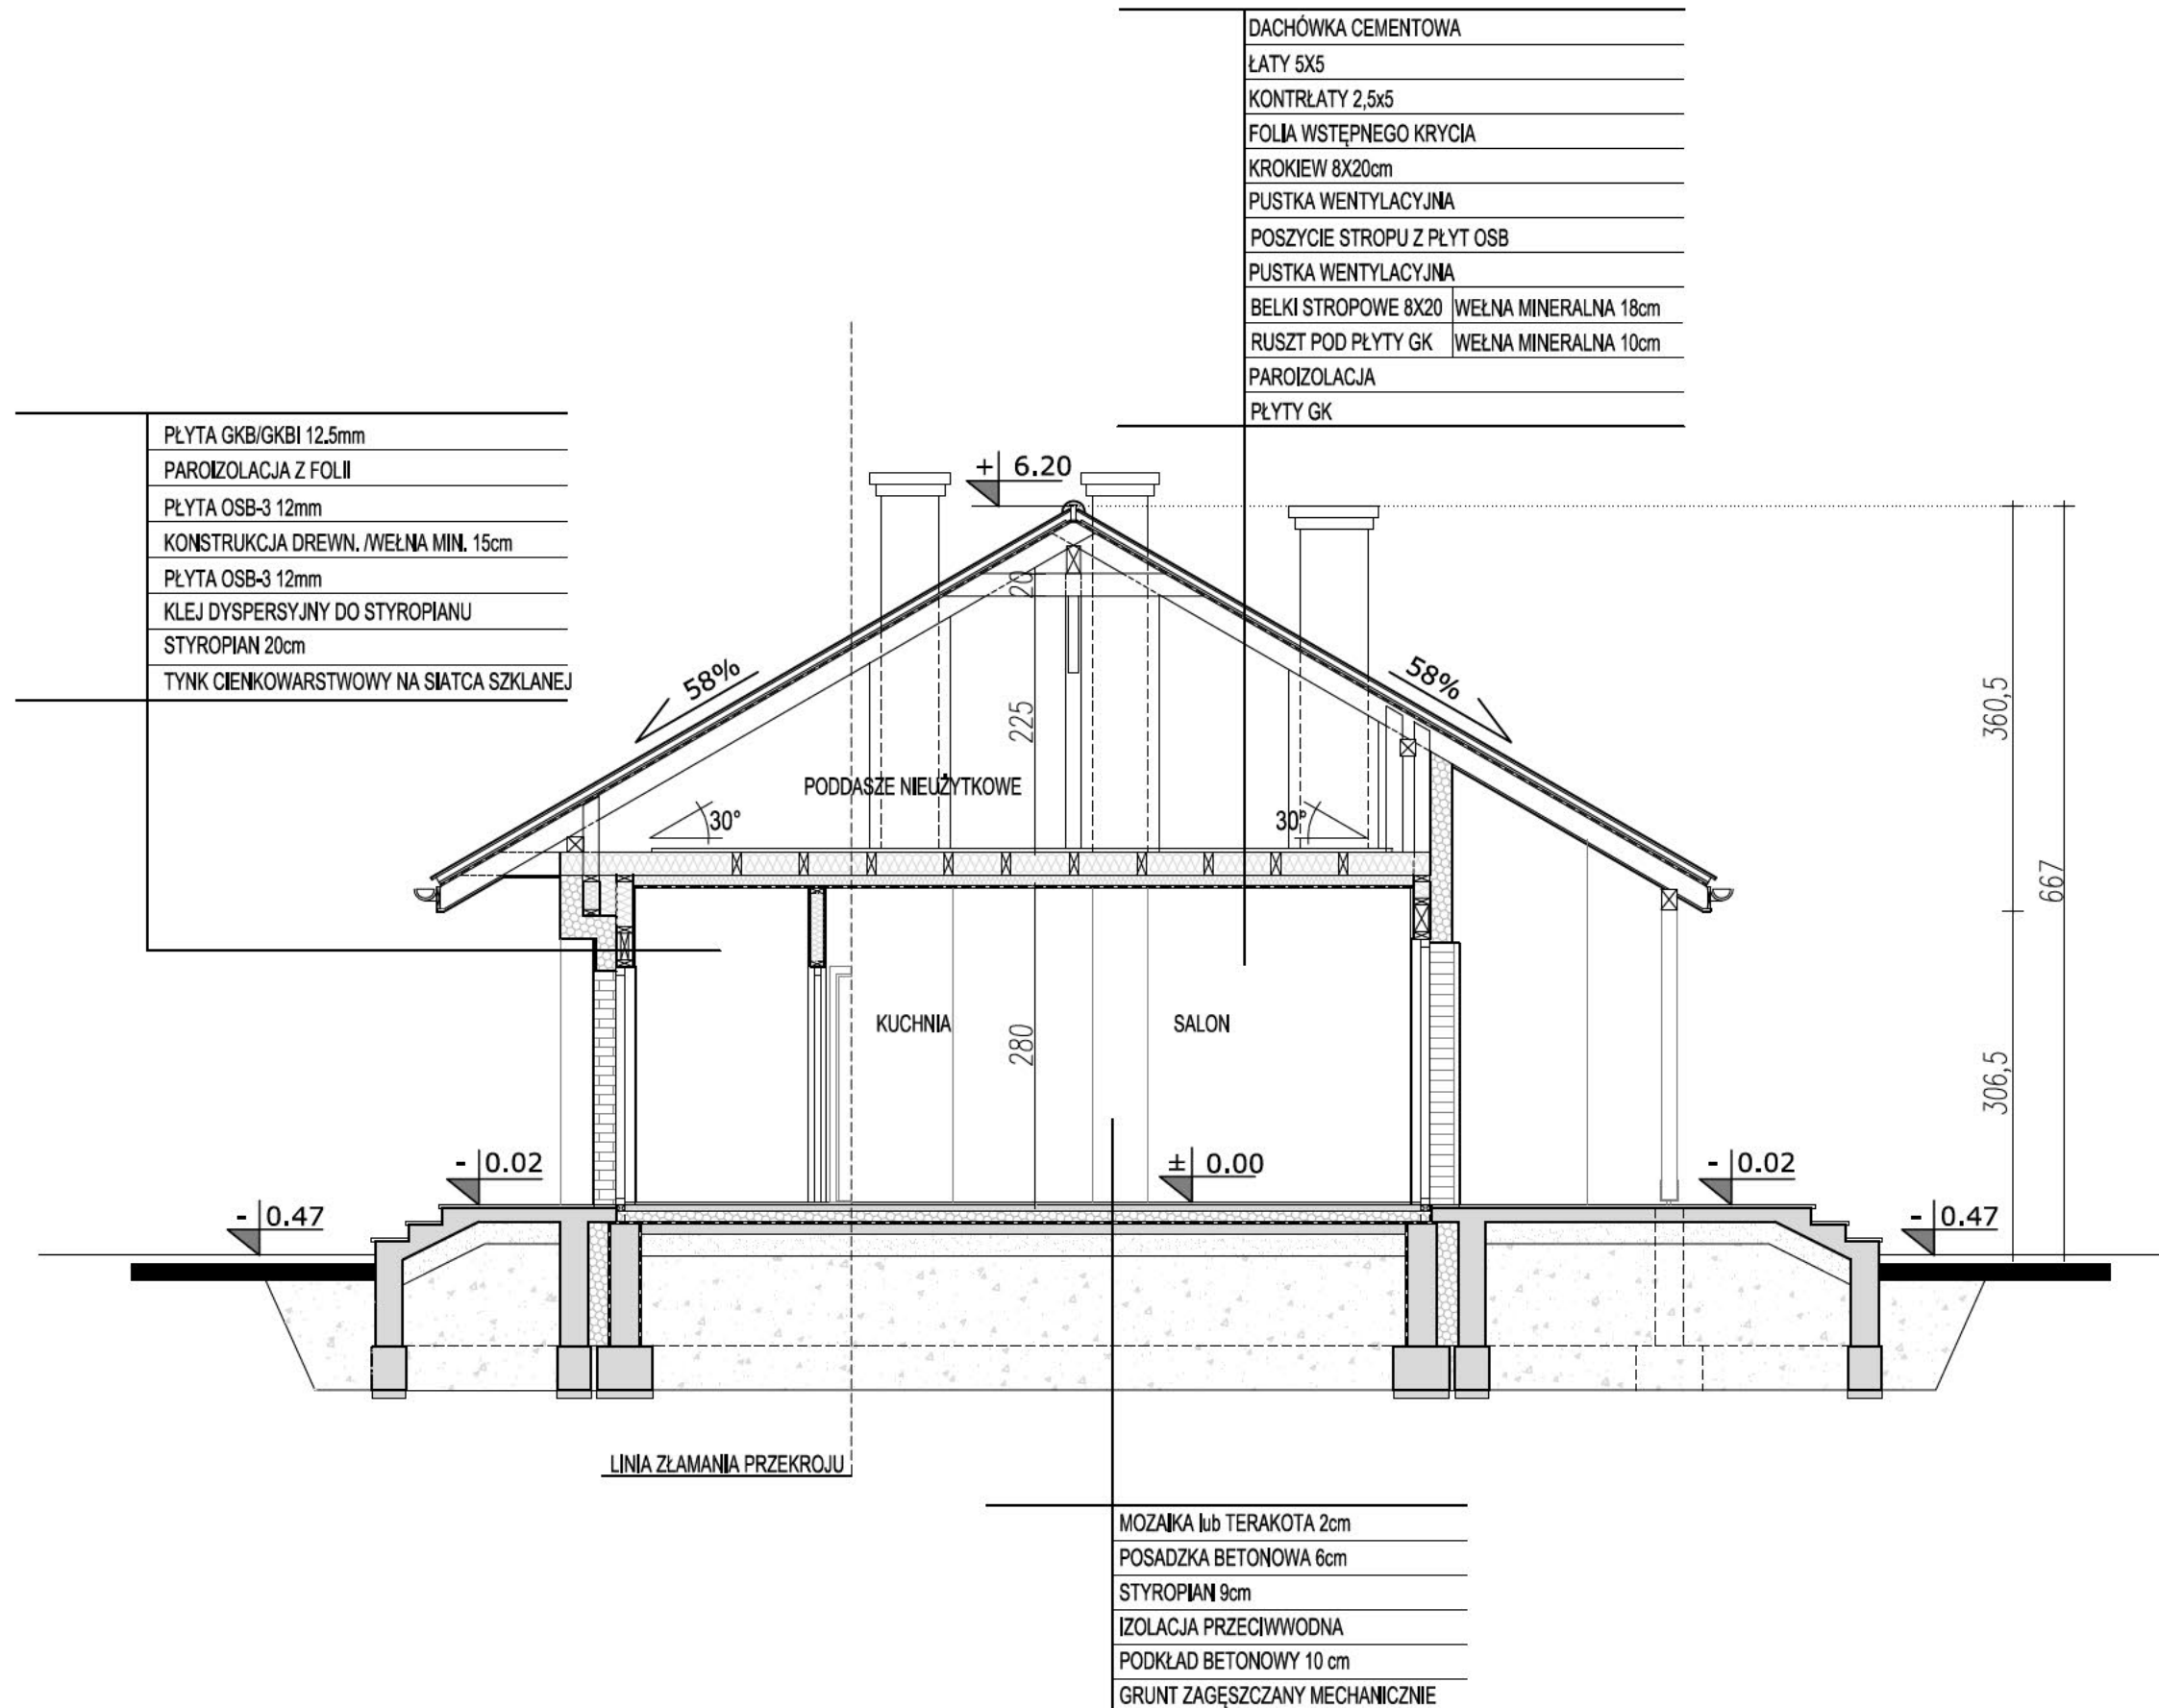 DACHÓWKA CEMENTOWA
ŁATY 5X5
KONTRŁATY 2,5x5
FOLIA WSTĘPNEGO KRYCIA
KROKIEW 8X20cm
PUSTKA WENTYLACYJNA
POSZYCIE STROPU Z PŁYT OSB
PUSTKA WENTYLACYJNA
BELKI STROPOWE 8X20 WEŁNA MINERALNA 18cm
RUSZT POD PŁYTY GK WEŁNA MINERALNA 10cm
PAROIZOLACJA
PŁYTY GK
PŁYTA GKB/GKBI 12.5mm
PAROIZOLACJA Z FOLII
PŁYTA OSB-3 12mm
KONSTRUKCJA DREWN. /WEŁNA MIN. 15cm
PŁYTA OSB-3 12mm
KLEJ DYSPERSYJNY DO STYROPIANU
STYROPIAN 20cm
TYNK CIENKOWARSTWOWY NA SIATCA SZKLANEJ
+ 6.20
20
58%
58%
225
360,5
PODDASZE NIEUŻYTKOWE
30°
30°
667
KUCHNIA
SALON
280
306,5
- 0.02
± 0.00
- 0.02
- 0.47
- 0.47
LINIA ZŁAMANIA PRZEKROJU
MOZAIKA lub TERAKOTA 2cm
POSADZKA BETONOWA 6cm
STYROPIAN 9cm
IZOLACJA PRZECIWWODNA
PODKŁAD BETONOWY 10 cm
GRUNT ZAGĘSZCZANY MECHANICZNIE